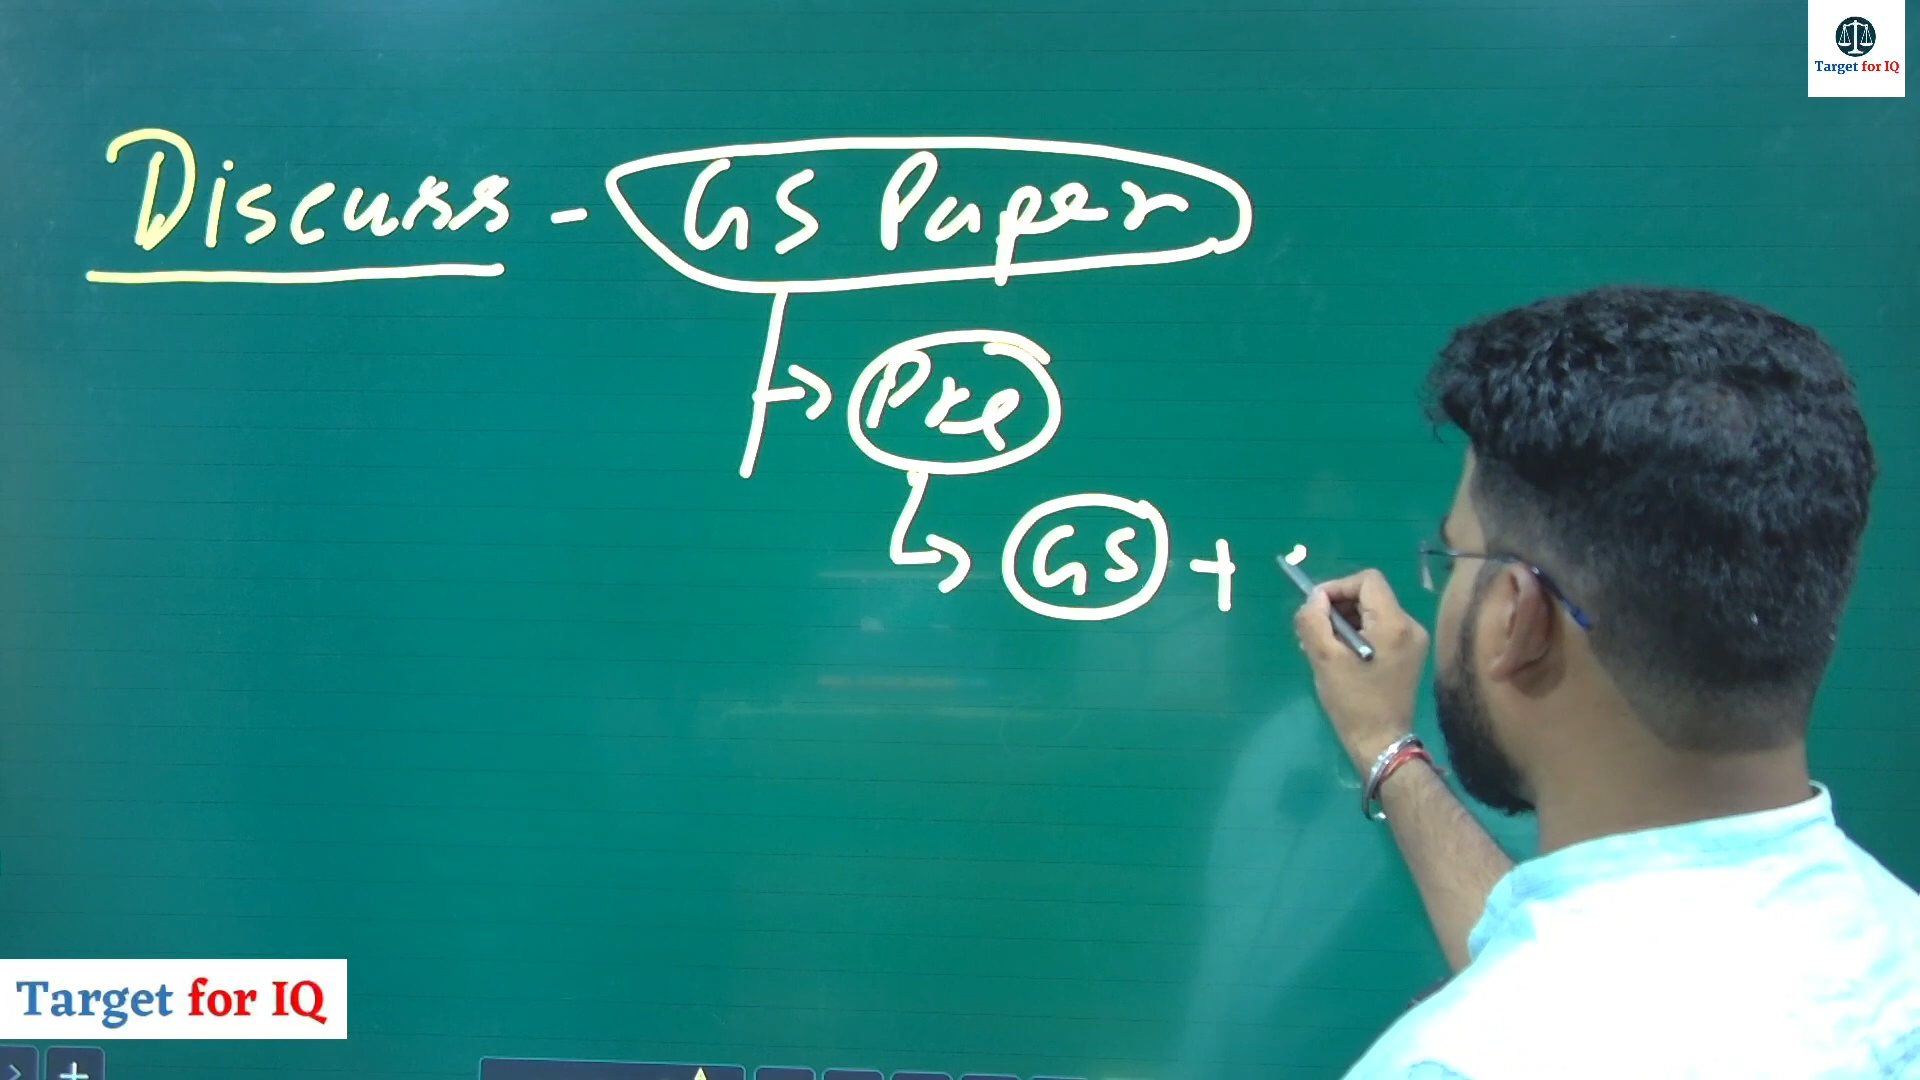 Target for IQ
Discuss - GS Paper
Pre
GS +
Target for IQ